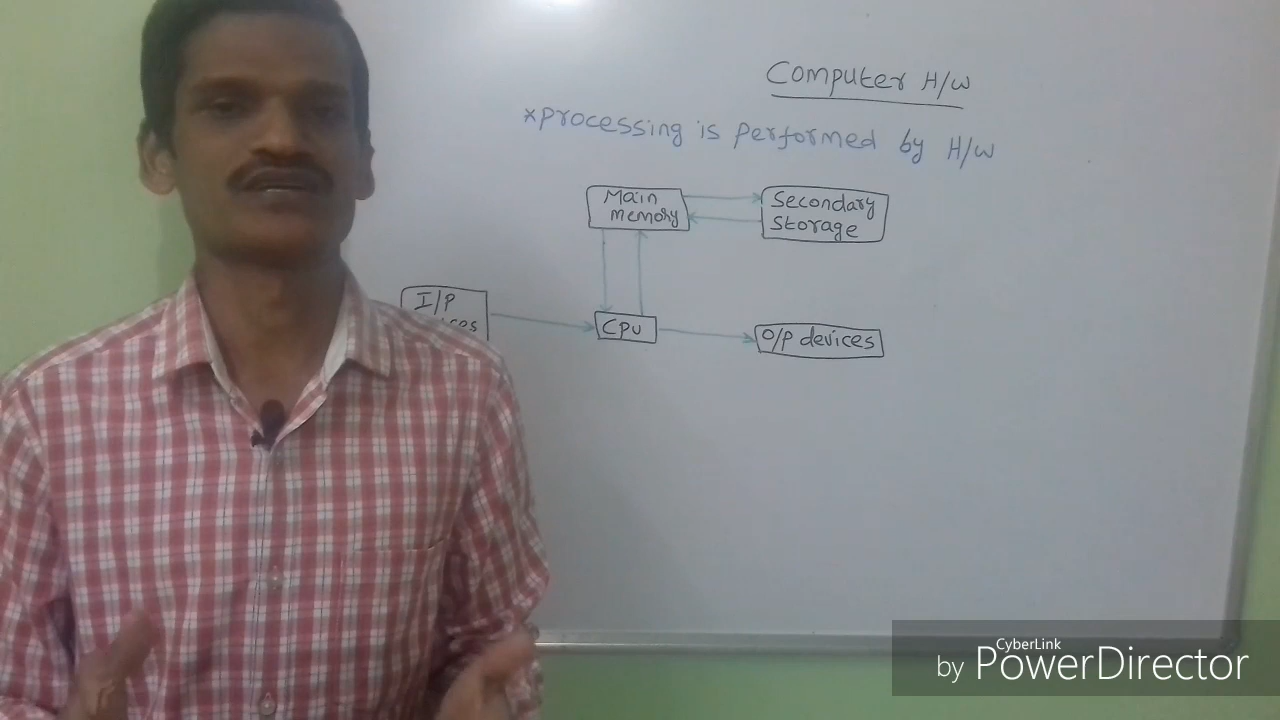 Computer H/W
*processing is performed by H/W
Main
memory
Secondary
Storage
I/P
CPU
O/P devices
CyberLink
by PowerDirector